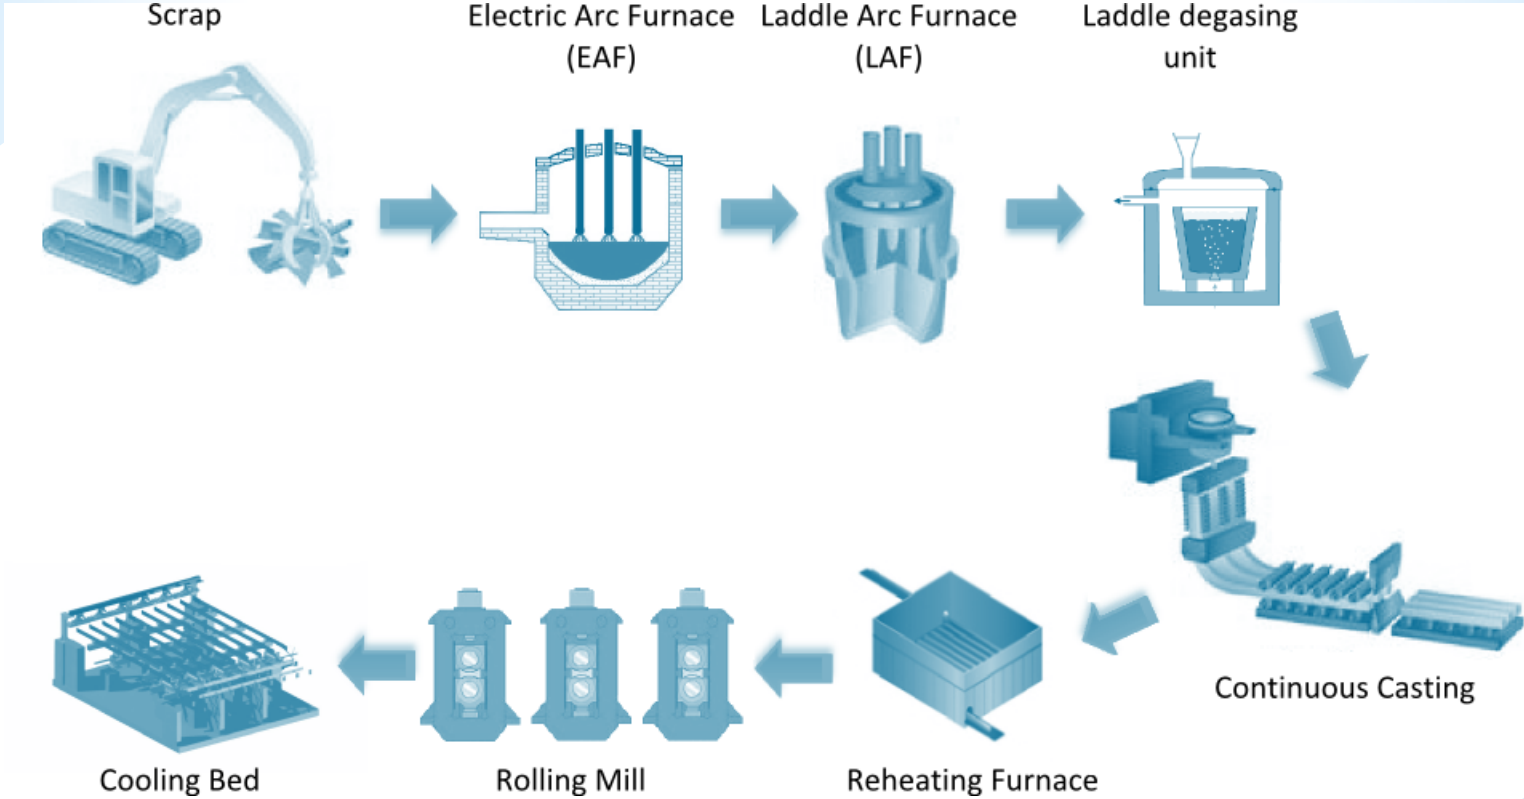 Scrap
Electric Arc Furnace
(EAF)
Laddle Arc Furnace
(LAF)
Laddle degasing
unit
Continuous Casting
Reheating Furnace
Rolling Mill
Cooling Bed